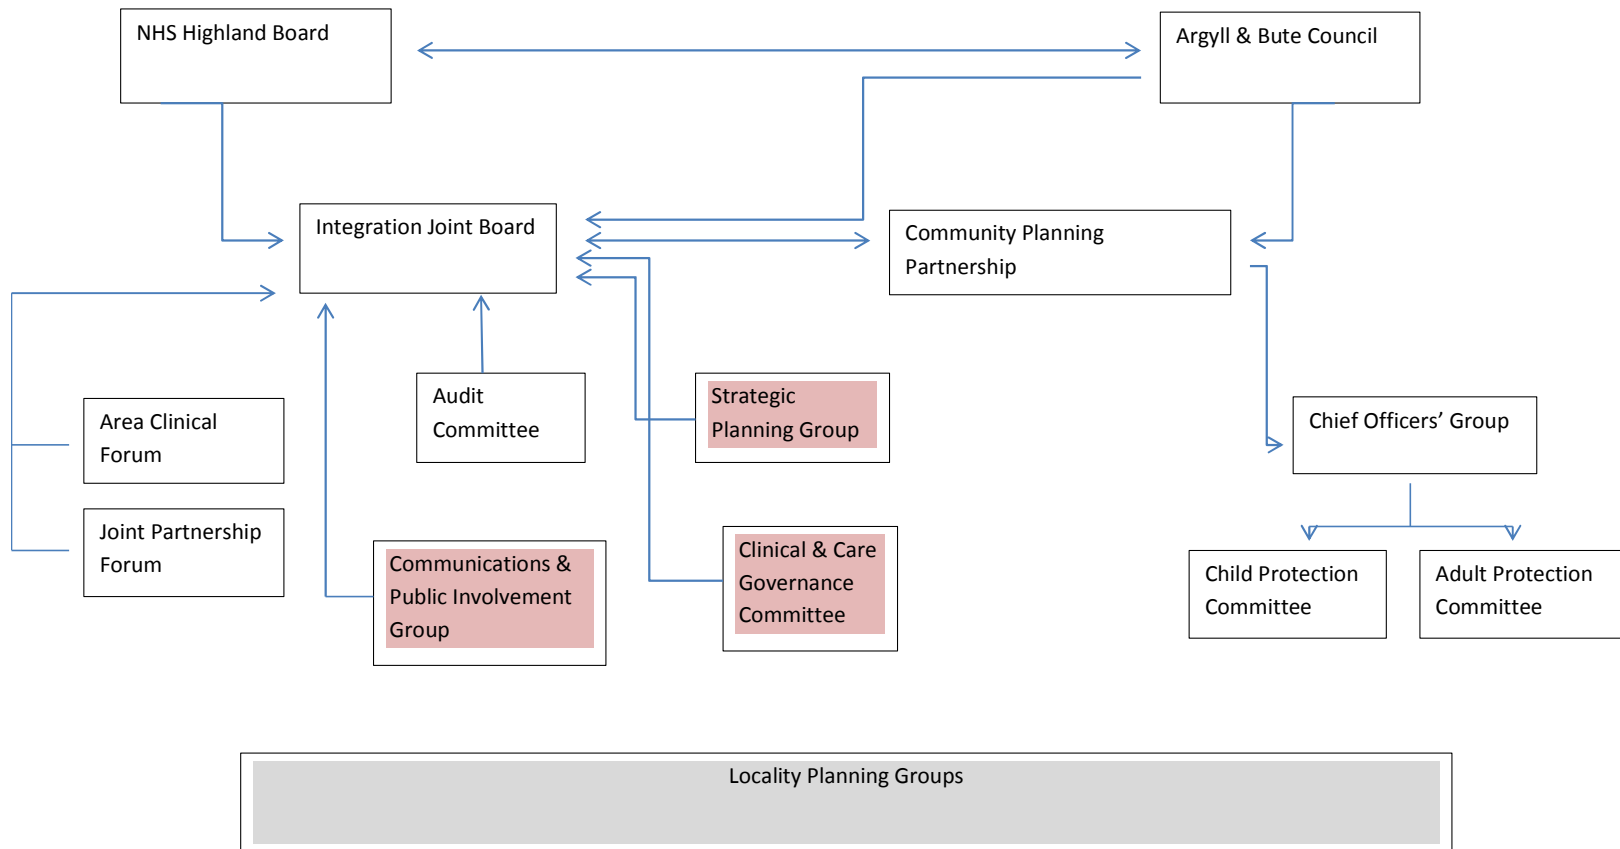 NHS Highland Board
Argyll & Bute Council
Integration Joint Board
Community Planning
Partnership
Audit
Committee
Strategic
Planning Group
Area Clinical
Forum
Chief Officers’ Group
Joint Partnership
Forum
Communications &
Public Involvement
Group
Clinical & Care
Governance
Committee
Child Protection
Committee
Adult Protection
Committee
Locality Planning Groups